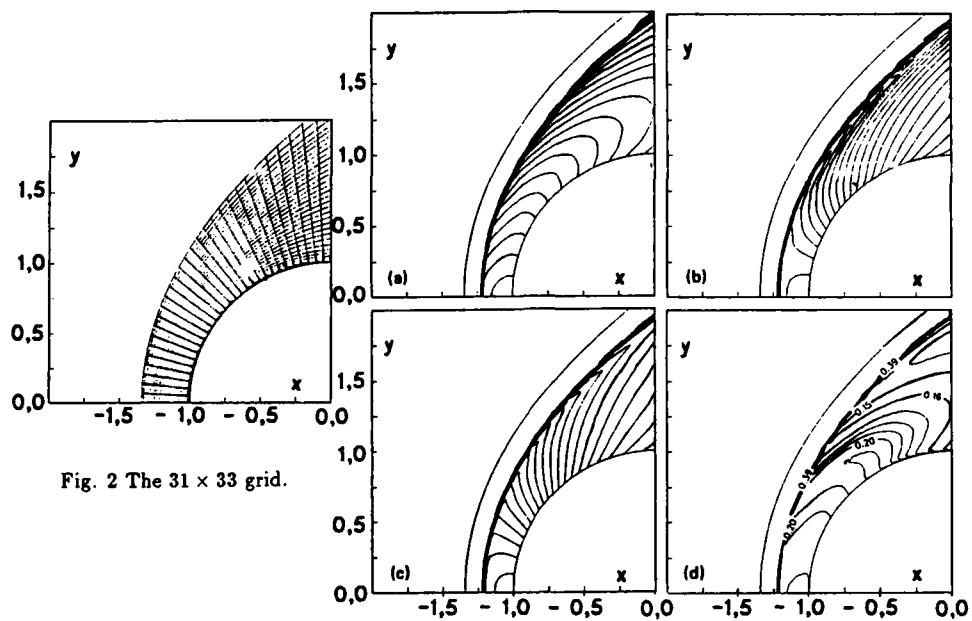 y
1,5
1,0
0,5
0,0
x
-1,5 - 1,0 - 0,5 0,0
Fig. 2 The 31 × 33 grid.
y
1,5
1,0
0,5
0,0
(a)
x
y
(b)
x
y
1,5
1,0
0,5
0,0
(c)
x
-1,5 - 1,0 - 0,5 0,0
y
0.39
0.15
0.16
0.20
0.39
0.20
(d)
x
-1,5 - 1,0 - 0,5 0,0